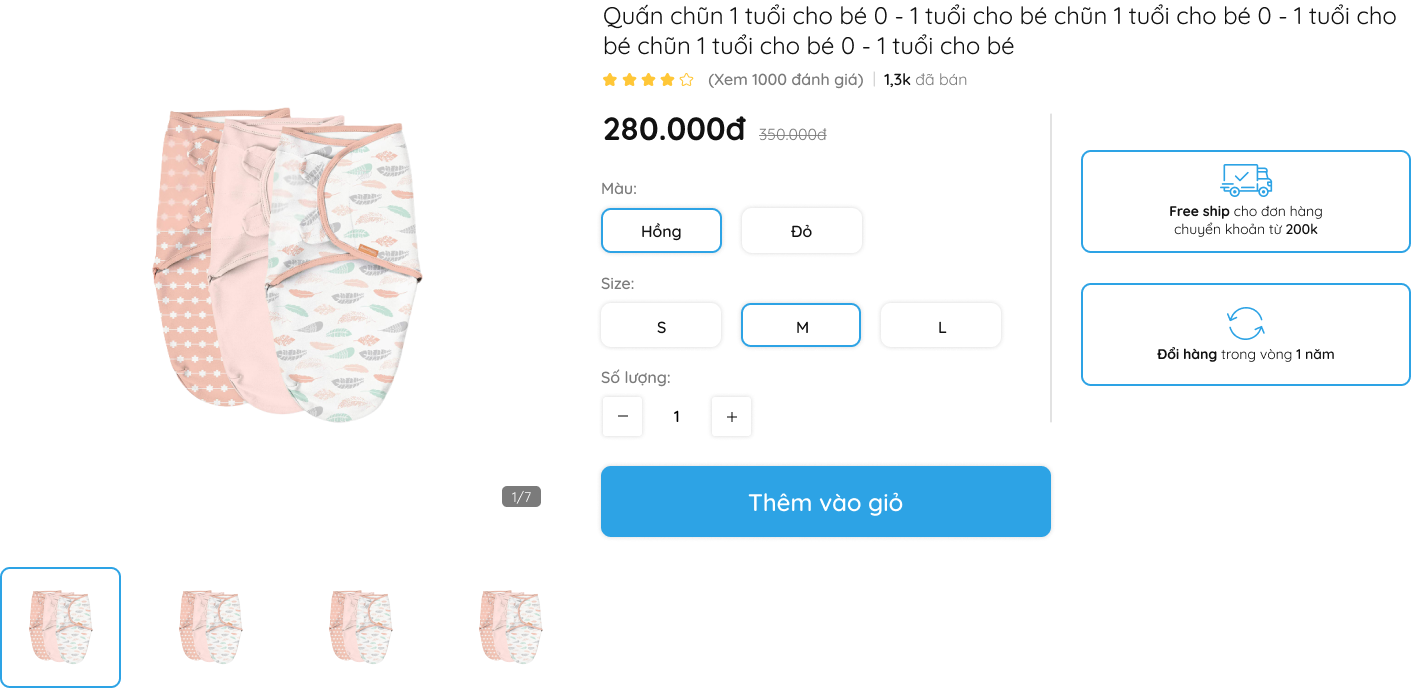 Quấn chũn 1 tuổi cho bé 0 - 1 tuổi cho bé chũn 1 tuổi cho bé 0 - 1 tuổi cho
bé chũn 1 tuổi cho bé 0 - 1 tuổi cho bé
(Xem 1000 đánh giá) 1,3k đã bán
280.000đ 350.000đ
Màu:
Hồng Đỏ
Size:
S M L
Số lượng:
− 1 +
Thêm vào giỏ
Free ship cho đơn hàng
chuyển khoản từ 200k
Đổi hàng trong vòng 1 năm
1/7